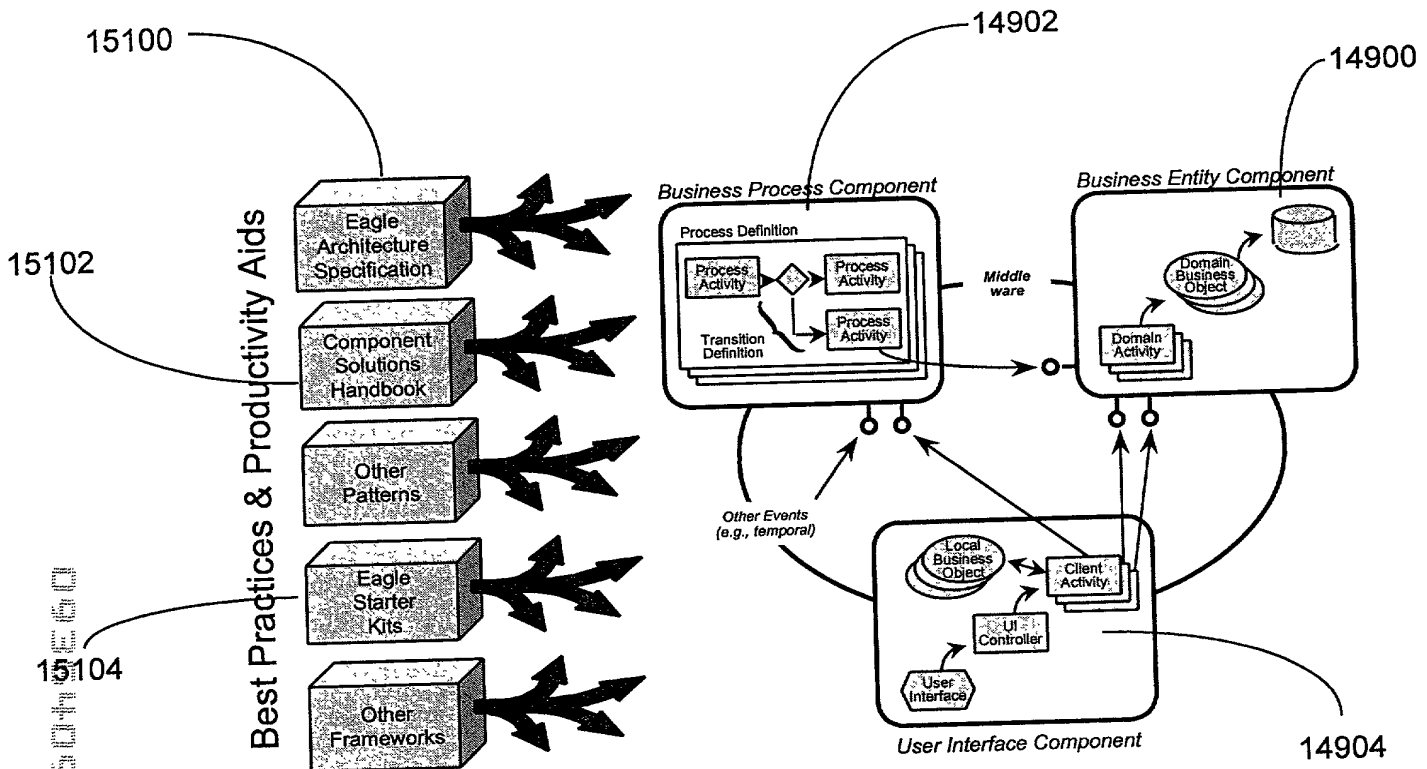 15100
14902
14900
15102
15104
14904
Best Practices & Productivity Aids
Eagle
Architecture
Specification
Component
Solutions
Handbook
Other
Patterns
Eagle
Starter
Kits
Other
Frameworks
Business Process Component
Process Definition
Process
Activity
Process
Activity
Process
Activity
Transition
Definition
Middle
ware
Business Entity Component
Domain
Business
Object
Domain
Activity
Other Events
(e.g., temporal)
Local
Business
Object
Client
Activity
UI
Controller
User
Interface
User Interface Component